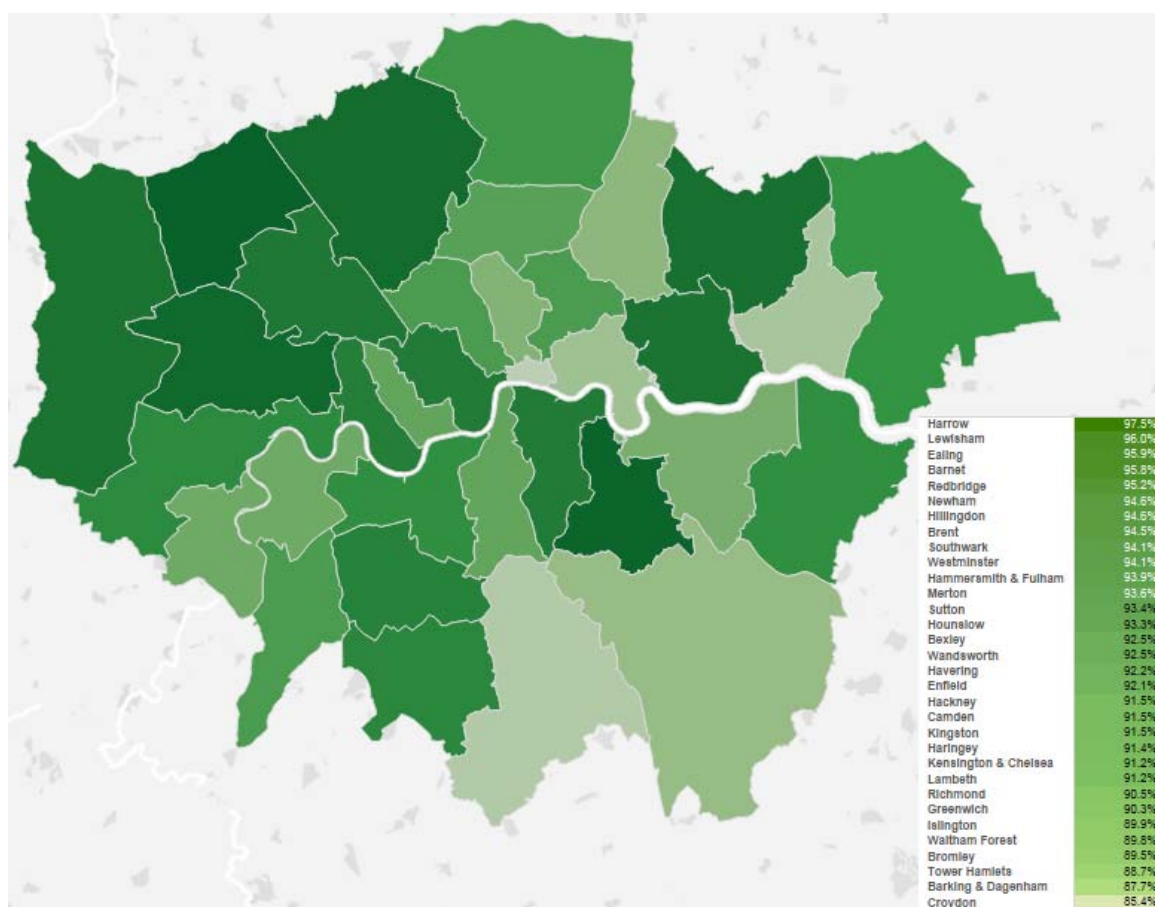 Harrow 97.5%
Lewisham 96.0%
Ealing 95.9%
Barnet 95.8%
Redbridge 95.2%
Newham 94.6%
Hillingdon 94.6%
Brent 94.5%
Southwark 94.1%
Westminster 94.1%
Hammersmith & Fulham 93.9%
Merton 93.6%
Sutton 93.4%
Hounslow 93.3%
Bexley 92.5%
Wandsworth 92.5%
Havering 92.2%
Enfield 92.1%
Hackney 91.5%
Camden 91.5%
Kingston 91.5%
Haringey 91.4%
Kensington & Chelsea 91.2%
Lambeth 91.2%
Richmond 90.5%
Greenwich 90.3%
Islington 89.9%
Waltham Forest 89.8%
Bromley 89.5%
Tower Hamlets 88.7%
Barking & Dagenham 87.7%
Croydon 85.4%